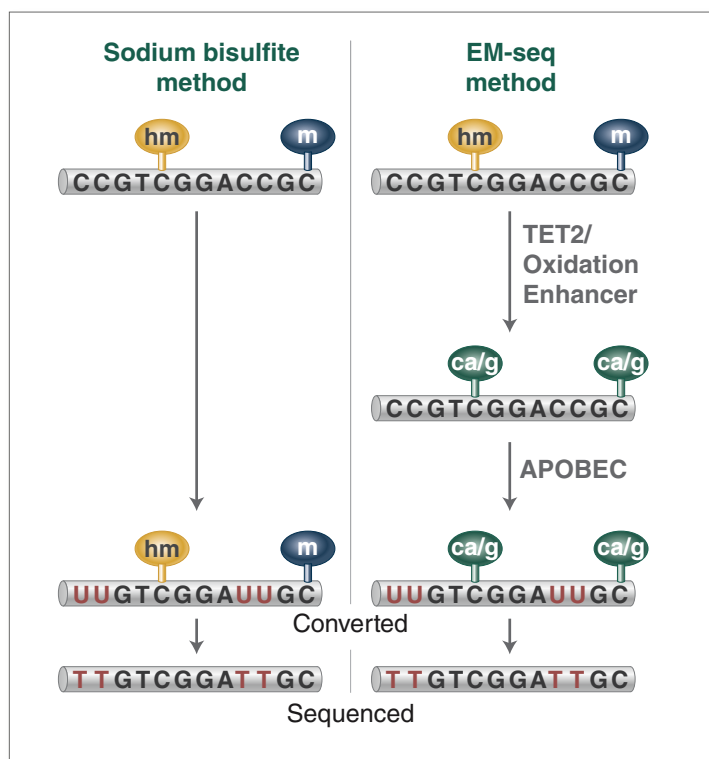 Sodium bisulfite
method
hm
m
CCGTCGGACCGC
hm
m
UUGTCGGAUUGC
Converted
TTGTCGGATTGC
Sequenced
EM-seq
method
hm
m
CCGTCGGACCGC
TET2/
Oxidation
Enhancer
ca/g
ca/g
CCGTCGGACCGC
APOBEC
ca/g
ca/g
UUGTCGGAUUGC
TTGTCGGATTGC